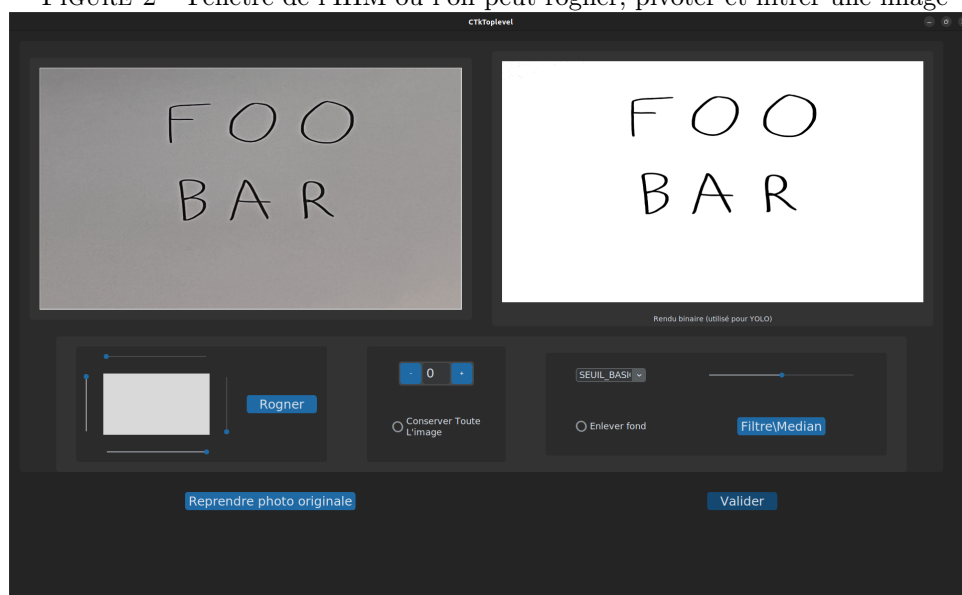 FIGURE 2 – Fenêtre de l'IHM où l'on peut rogner, pivoter et filtrer une image
CTkToplevel
FOO
BAR
FOO
BAR
Rendu binaire (utilisé pour YOLO)
Rogner
- 0 +
Conserver Toute
L'image
SEUIL_BASI
Enlever fond
Filtre\Median
Reprendre photo originale
Valider